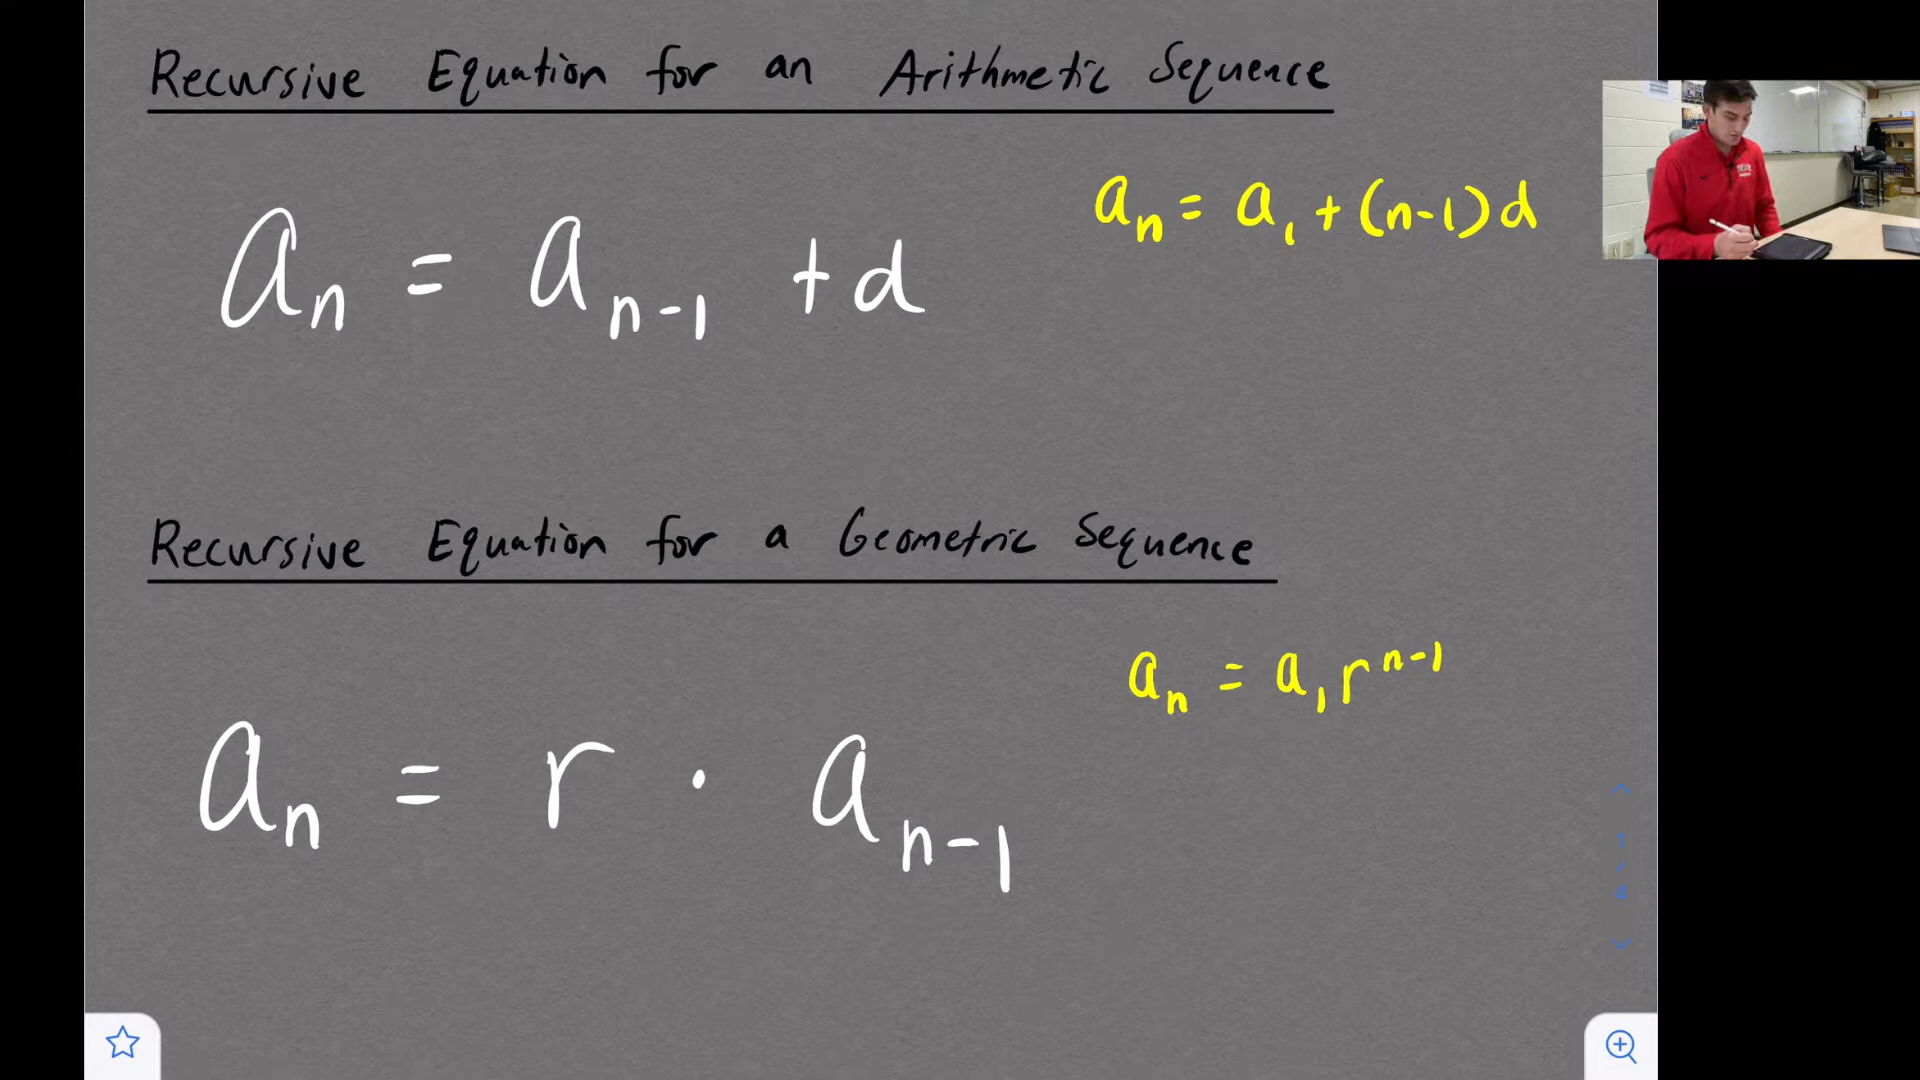 Recursive Equation for an Arithmetic Sequence
aₙ = a₁ + (n-1)d
aₙ = aₙ₋₁ + d
Recursive Equation for a Geometric Sequence
aₙ = a₁rⁿ⁻¹
aₙ = r · aₙ₋₁